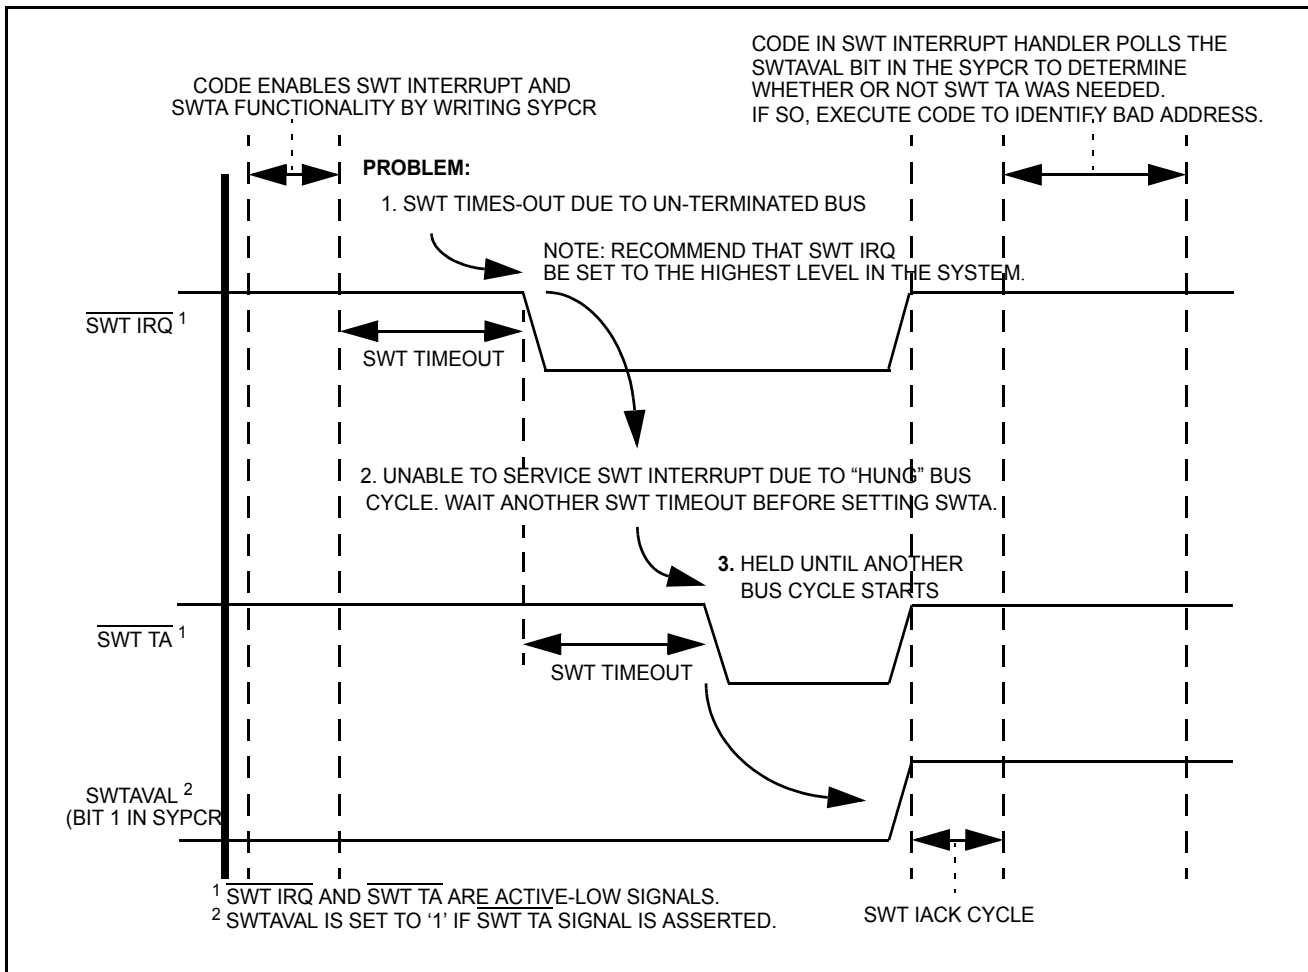 CODE IN SWT INTERRUPT HANDLER POLLS THE
SWTAVAL BIT IN THE SYPCR TO DETERMINE
WHETHER OR NOT SWT TA WAS NEEDED.
IF SO, EXECUTE CODE TO IDENTIFY BAD ADDRESS.
CODE ENABLES SWT INTERRUPT AND
SWTA FUNCTIONALITY BY WRITING SYPCR
PROBLEM:
1. SWT TIMES-OUT DUE TO UN-TERMINATED BUS
NOTE: RECOMMEND THAT SWT IRQ
BE SET TO THE HIGHEST LEVEL IN THE SYSTEM.
SWT IRQ 1
SWT TIMEOUT
2. UNABLE TO SERVICE SWT INTERRUPT DUE TO “HUNG” BUS
CYCLE. WAIT ANOTHER SWT TIMEOUT BEFORE SETTING SWTA.
3. HELD UNTIL ANOTHER
BUS CYCLE STARTS
SWT TA 1
SWT TIMEOUT
SWTAVAL 2
(BIT 1 IN SYPCR
1 SWT IRQ AND SWT TA ARE ACTIVE-LOW SIGNALS.
2 SWTAVAL IS SET TO ‘1’ IF SWT TA SIGNAL IS ASSERTED.
SWT IACK CYCLE